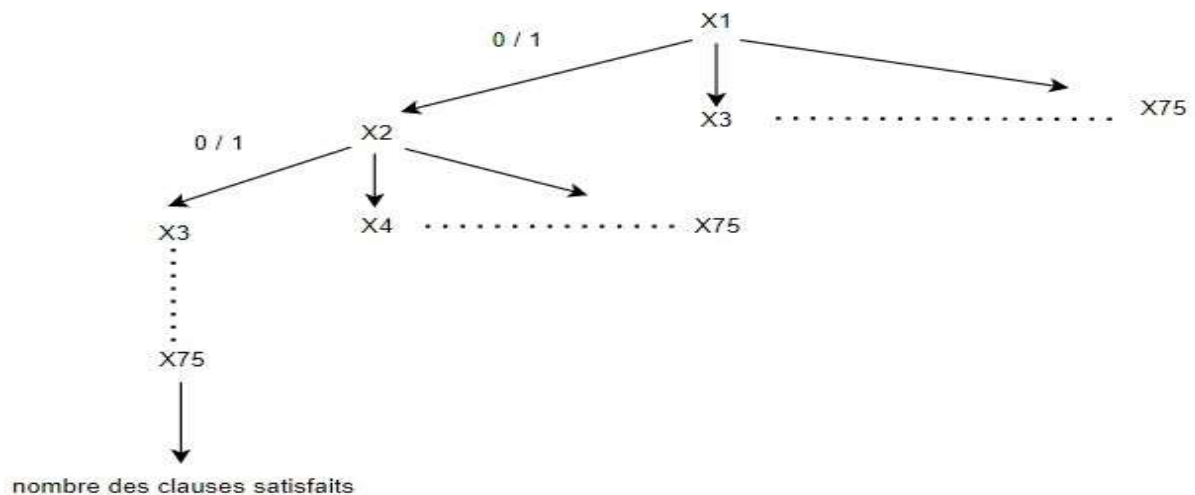 X1
0 / 1
X2
X3
X75
0 / 1
X3
X4
X75
X75
nombre des clauses satisfaits